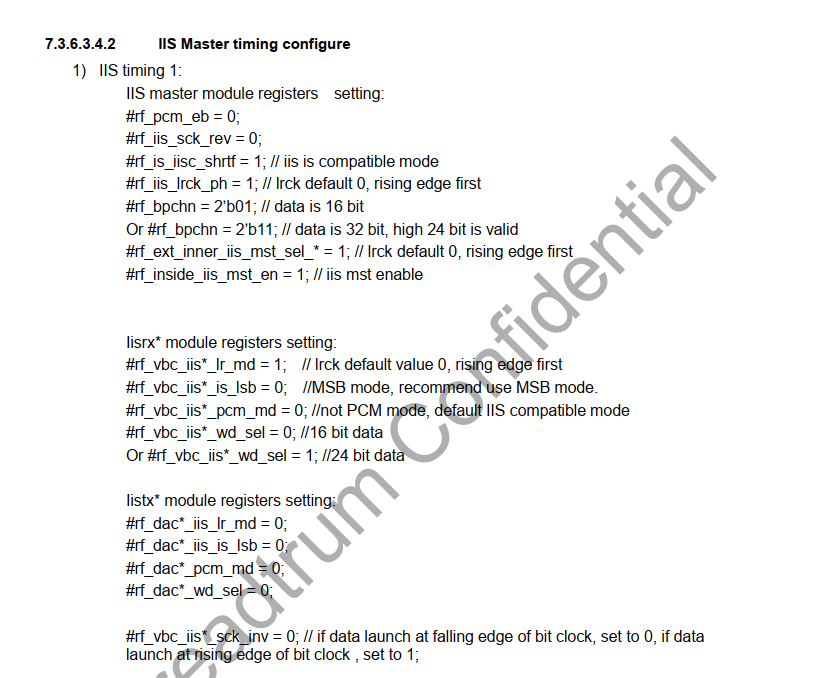 7.3.6.3.4.2 IIS Master timing configure
1) IIS timing 1:
IIS master module registers setting:
#rf_pcm_eb = 0;
#rf_iis_sck_rev = 0;
#rf_is_iisc_shrtf = 1; // iis is compatible mode
#rf_iis_lrck_ph = 1; // lrck default 0, rising edge first
#rf_bpchn = 2'b01; // data is 16 bit
Or #rf_bpchn = 2'b11; // data is 32 bit, high 24 bit is valid
#rf_ext_inner_iis_mst_sel_* = 1; // lrck default 0, rising edge first
#rf_inside_iis_mst_en = 1; // iis mst enable
Iisrx* module registers setting:
#rf_vbc_iis*_lr_md = 1; // lrck default value 0, rising edge first
#rf_vbc_iis*_is_lsb = 0; //MSB mode, recommend use MSB mode.
#rf_vbc_iis*_pcm_md = 0; //not PCM mode, default IIS compatible mode
#rf_vbc_iis*_wd_sel = 0; //16 bit data
Or #rf_vbc_iis*_wd_sel = 1; //24 bit data
Iistx* module registers setting:
#rf_dac*_iis_lr_md = 0;
#rf_dac*_iis_is_lsb = 0;
#rf_dac*_pcm_md = 0;
#rf_dac*_wd_sel = 0;
#rf_vbc_iis*_sck_inv = 0; // if data launch at falling edge of bit clock, set to 0, if data
launch at rising edge of bit clock , set to 1;
readtrum Confidential